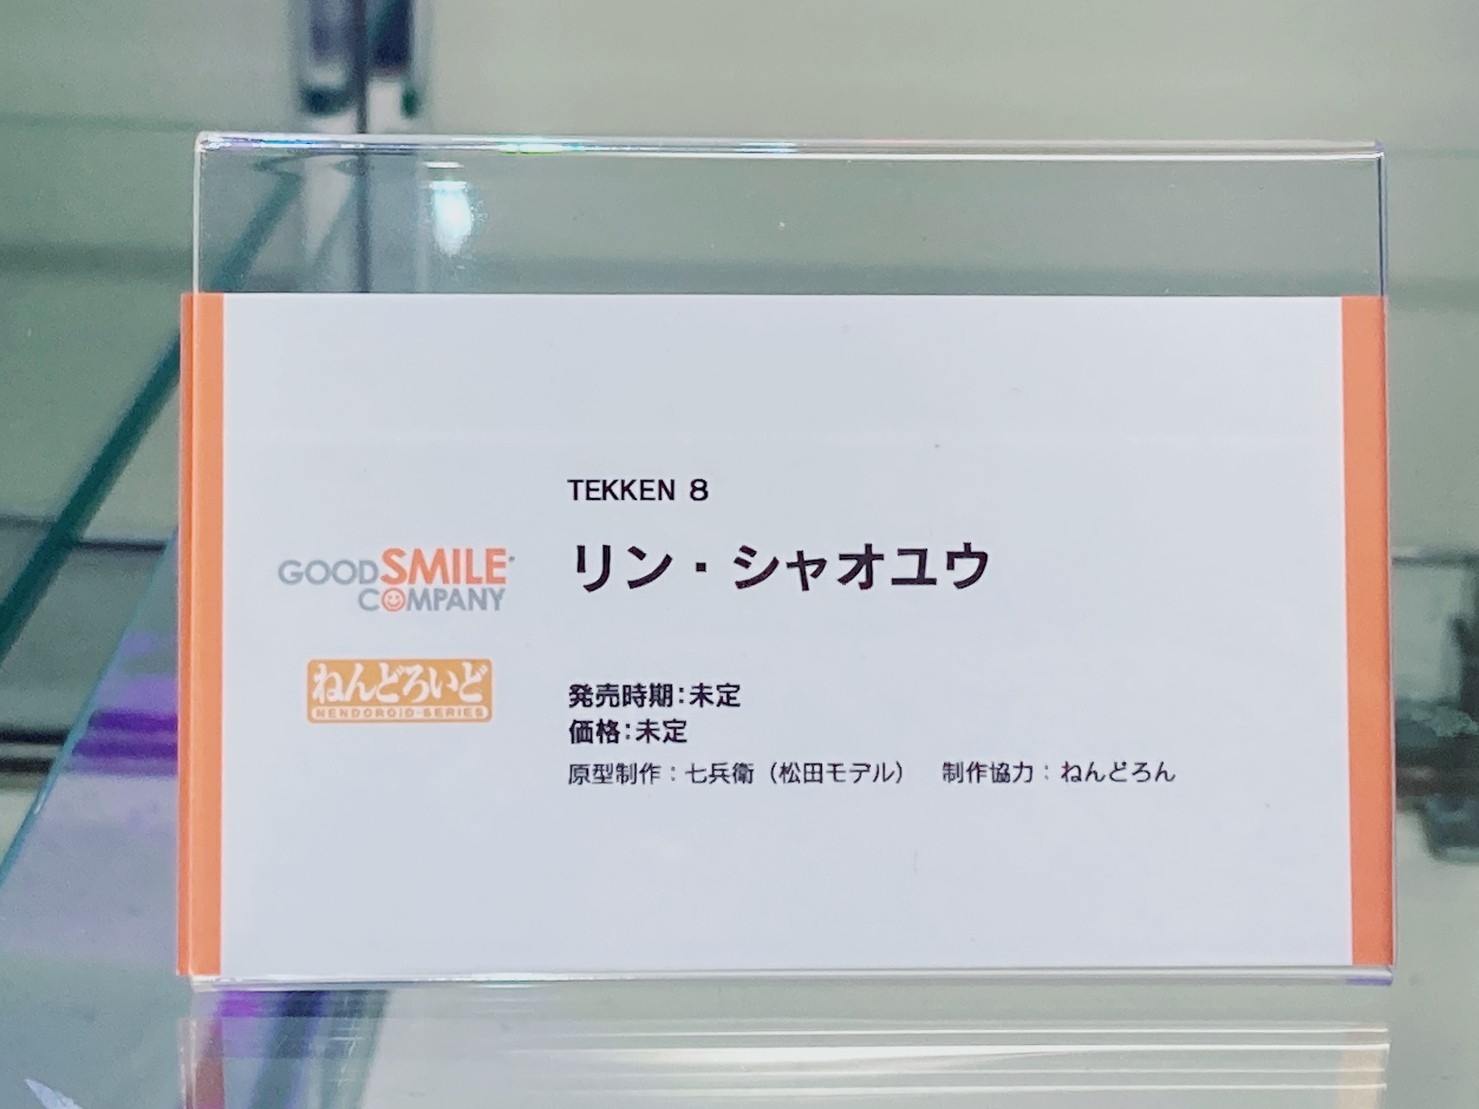 TEKKEN 8
リン・シャオユウ
GOOD SMILE
COMPANY
ねんどろいど
NENDOROID-SERIES
発売時期:未定
価格:未定
原型制作：七兵衛（松田モデル）　制作協力：ねんどろん